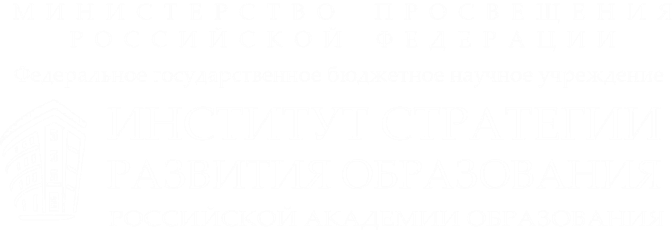 МИНИСТЕРСТВО ПРОСВЕЩЕНИЯ
РОССИЙСКОЙ ФЕДЕРАЦИИ
Федеральное государственное бюджетное научное учреждение
ИНСТИТУТ СТРАТЕГИИ
РАЗВИТИЯ ОБРАЗОВАНИЯ
РОССИЙСКОЙ АКАДЕМИИ ОБРАЗОВАНИЯ